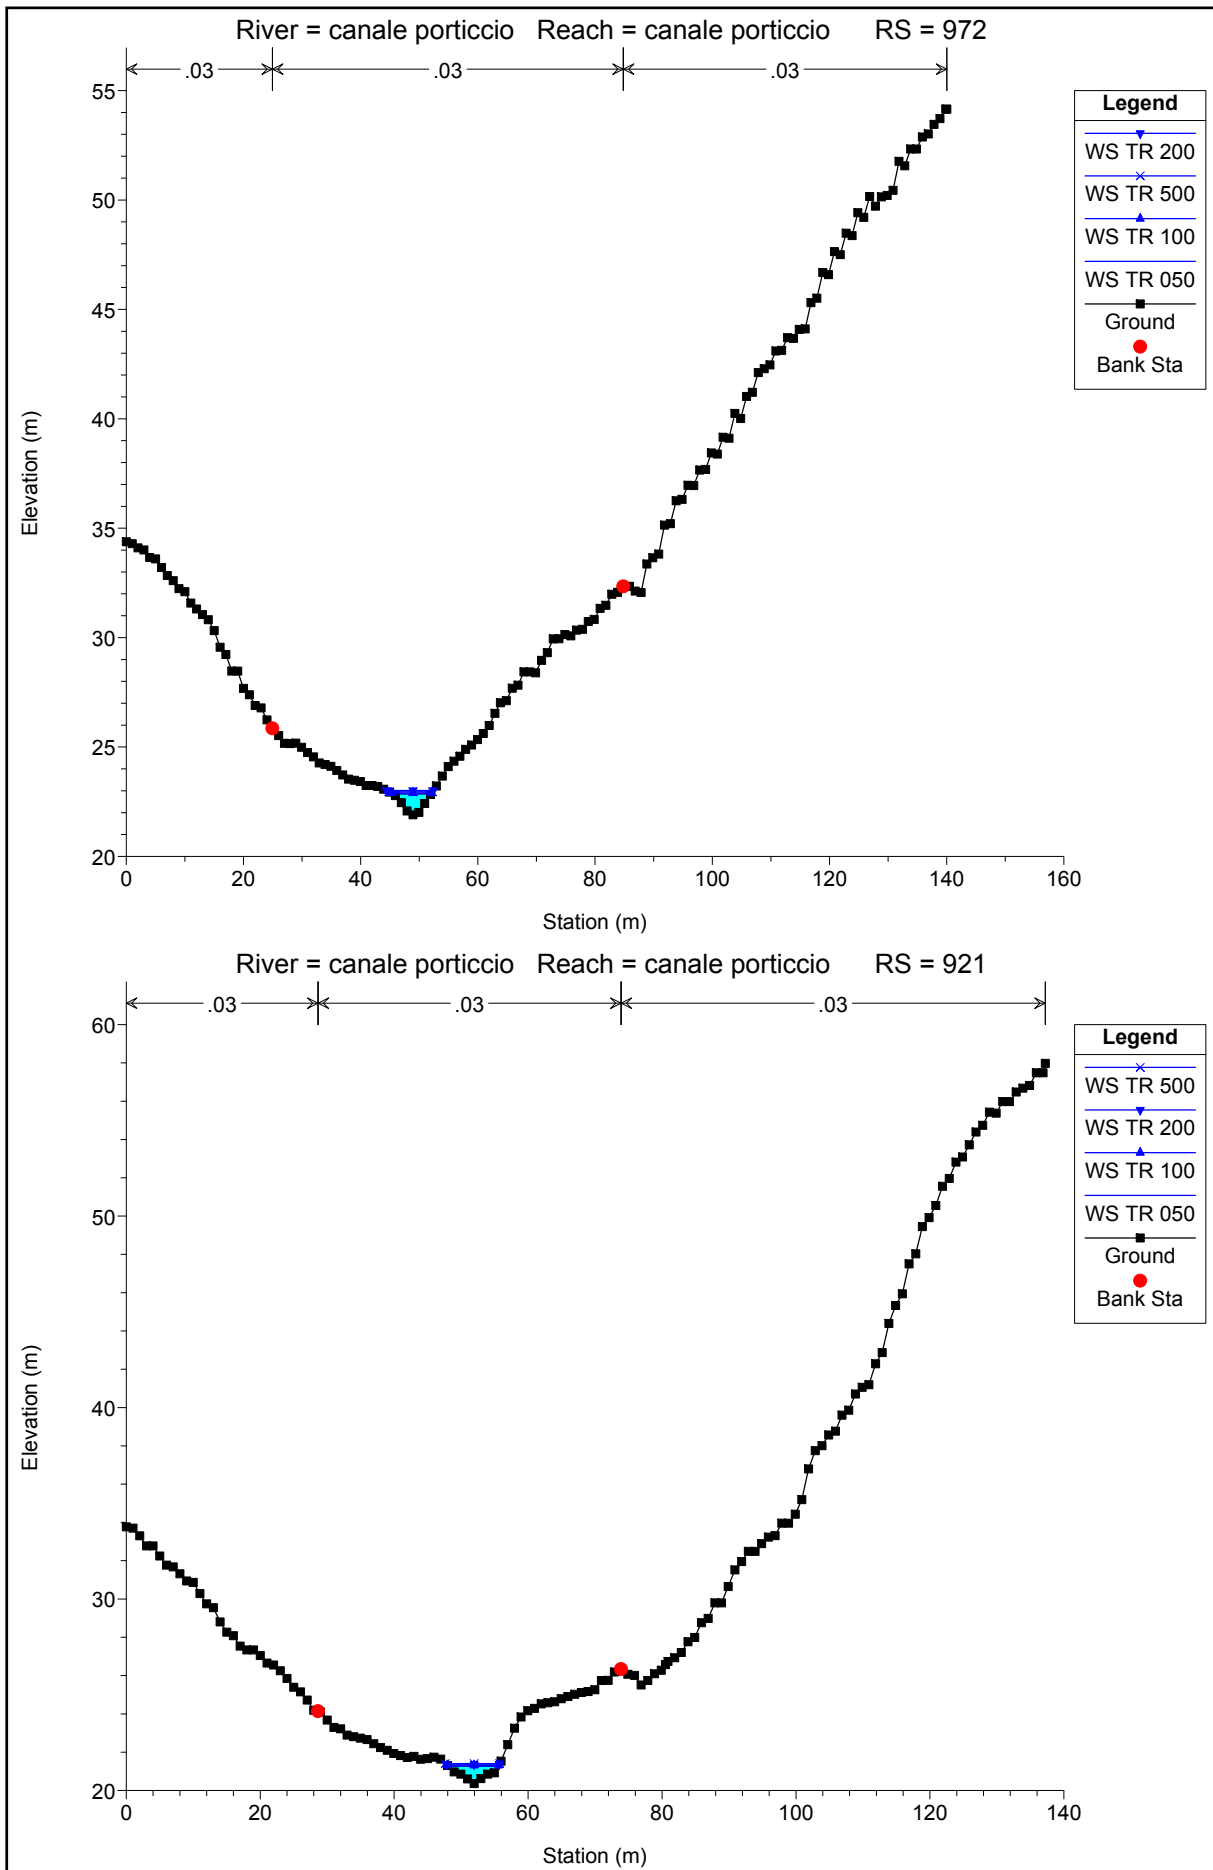 River = canale porticcio Reach = canale porticcio RS = 972
.03 .03 .03
Legend
WS TR 200
WS TR 500
WS TR 100
WS TR 050
Ground
Bank Sta
55
50
45
40
35
30
25
20
Elevation (m)
0 20 40 60 80 100 120 140 160
Station (m)
River = canale porticcio Reach = canale porticcio RS = 921
.03 .03 .03
Legend
WS TR 500
WS TR 200
WS TR 100
WS TR 050
Ground
Bank Sta
60
50
40
30
20
Elevation (m)
0 20 40 60 80 100 120 140
Station (m)